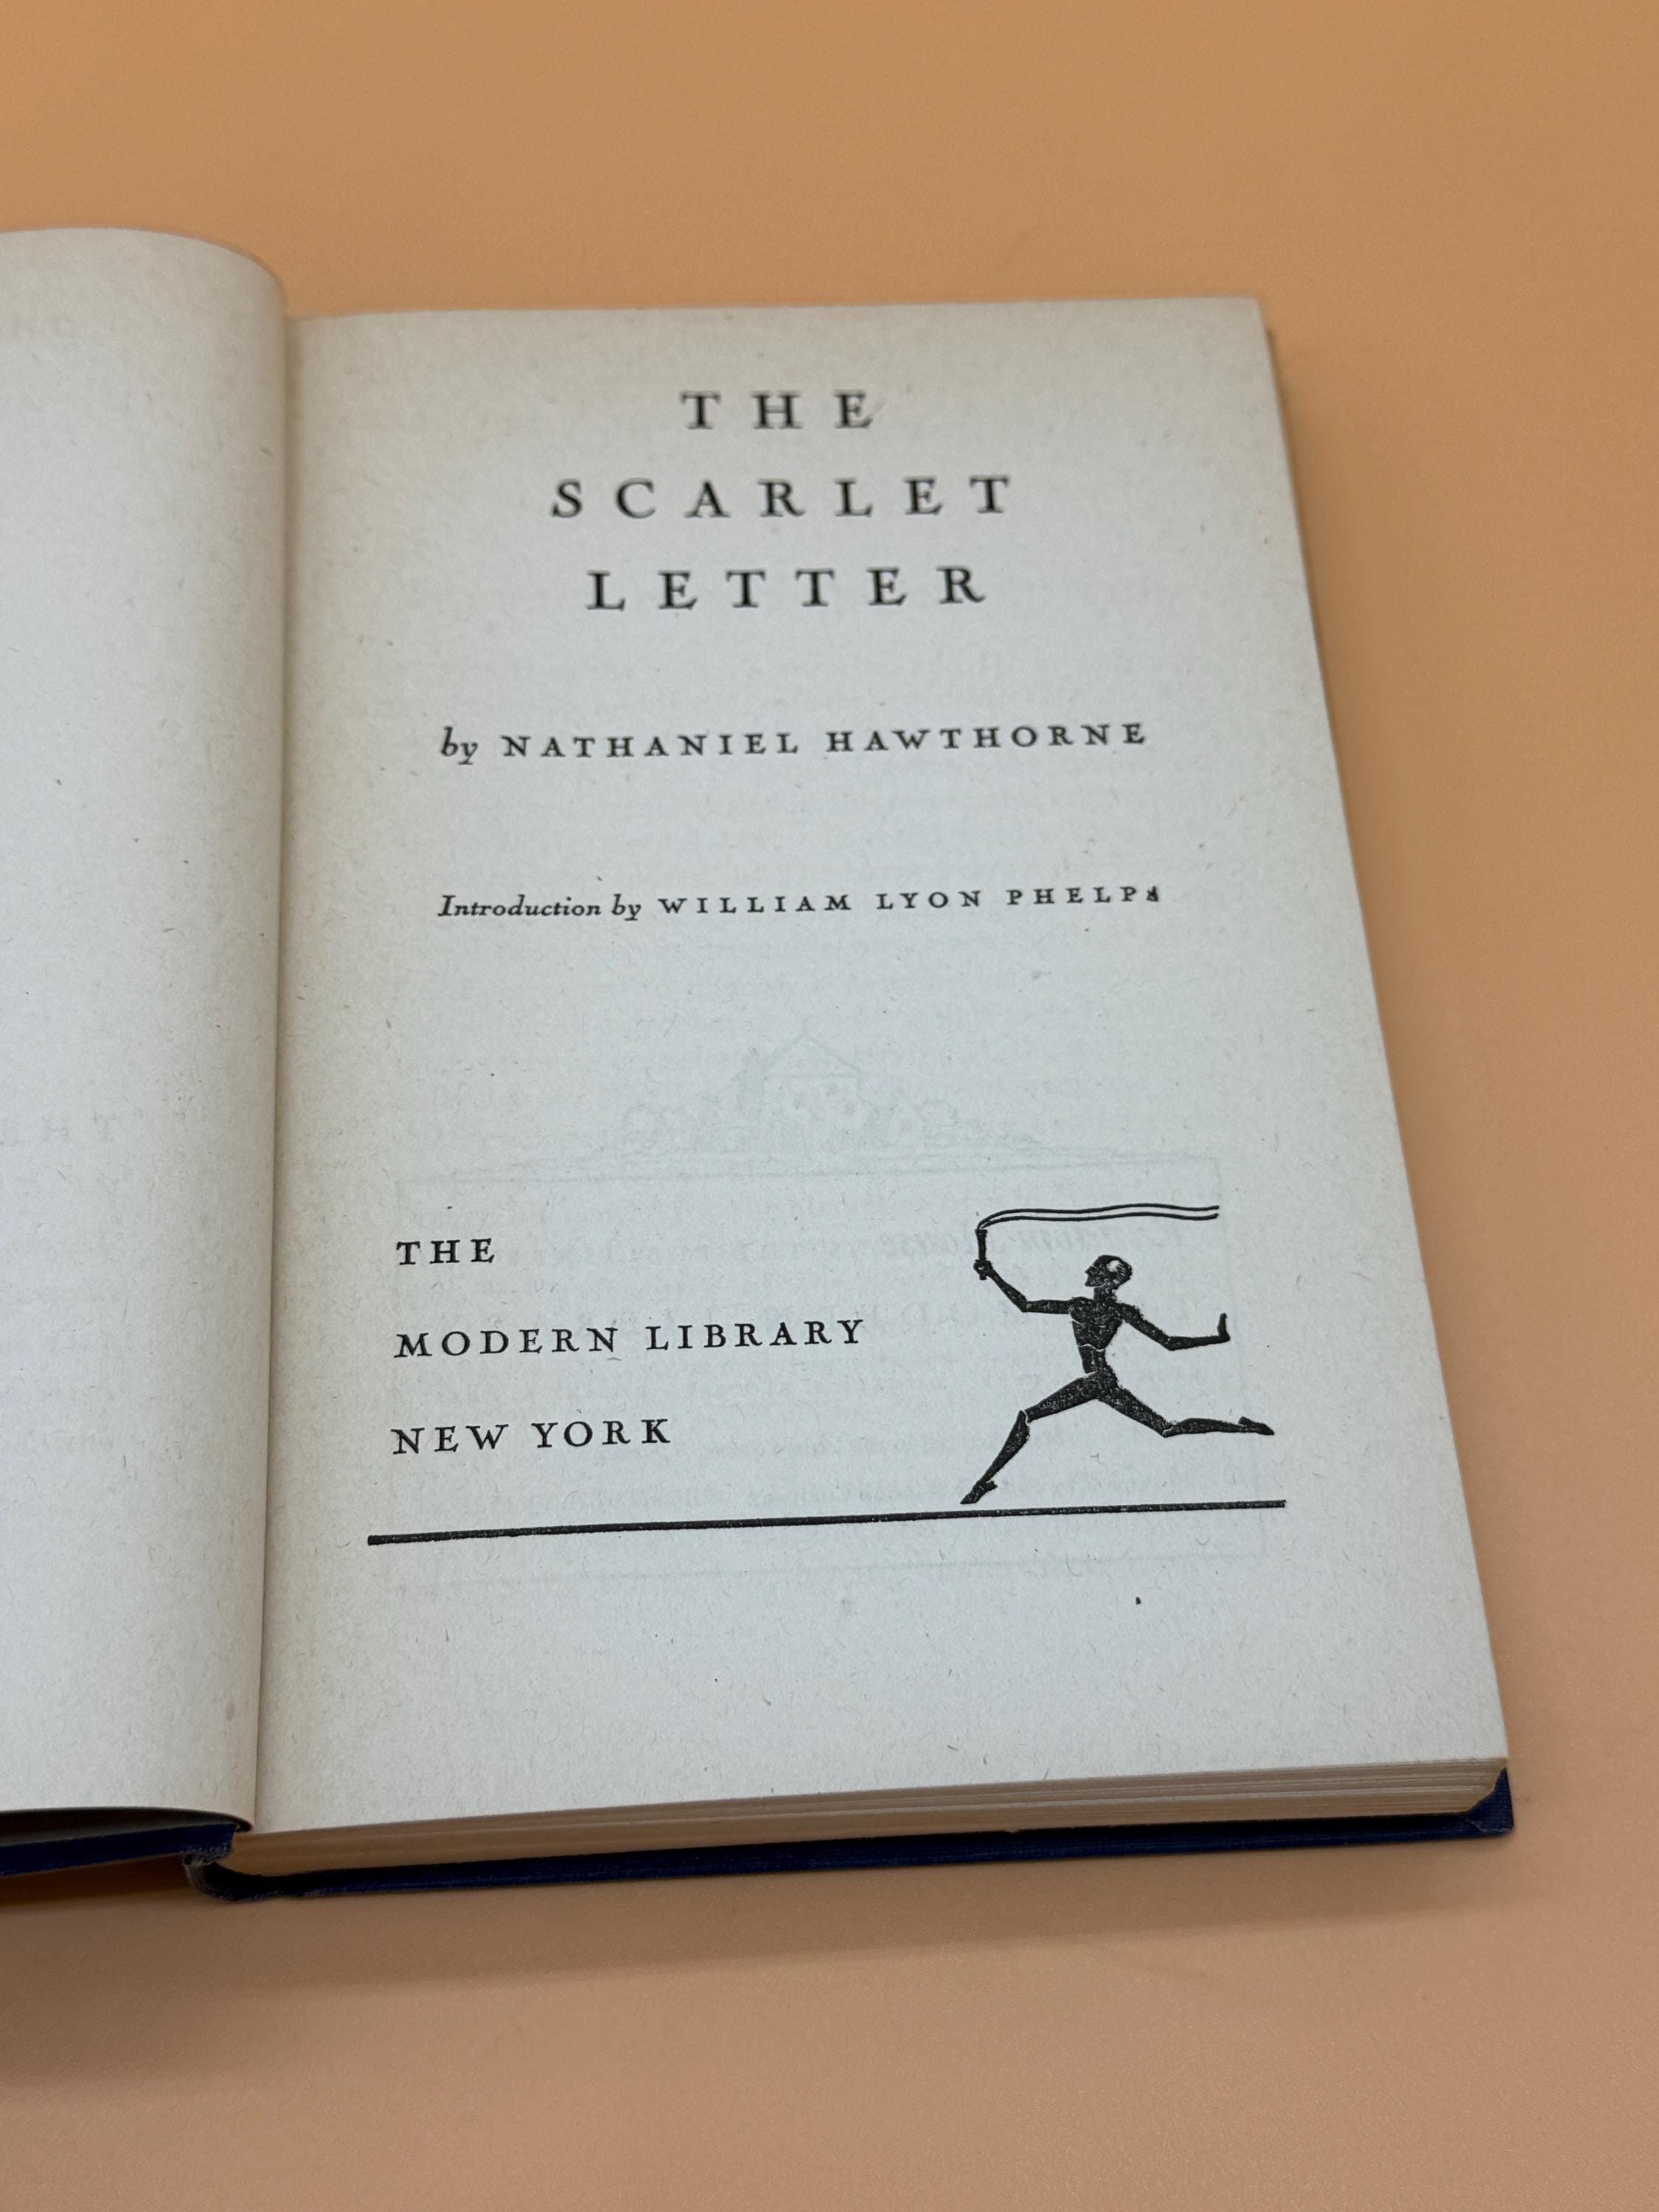 THE
SCARLET
LETTER
by NATHANIEL HAWTHORNE
Introduction by WILLIAM LYON PHELPS
THE
MODERN LIBRARY
NEW YORK